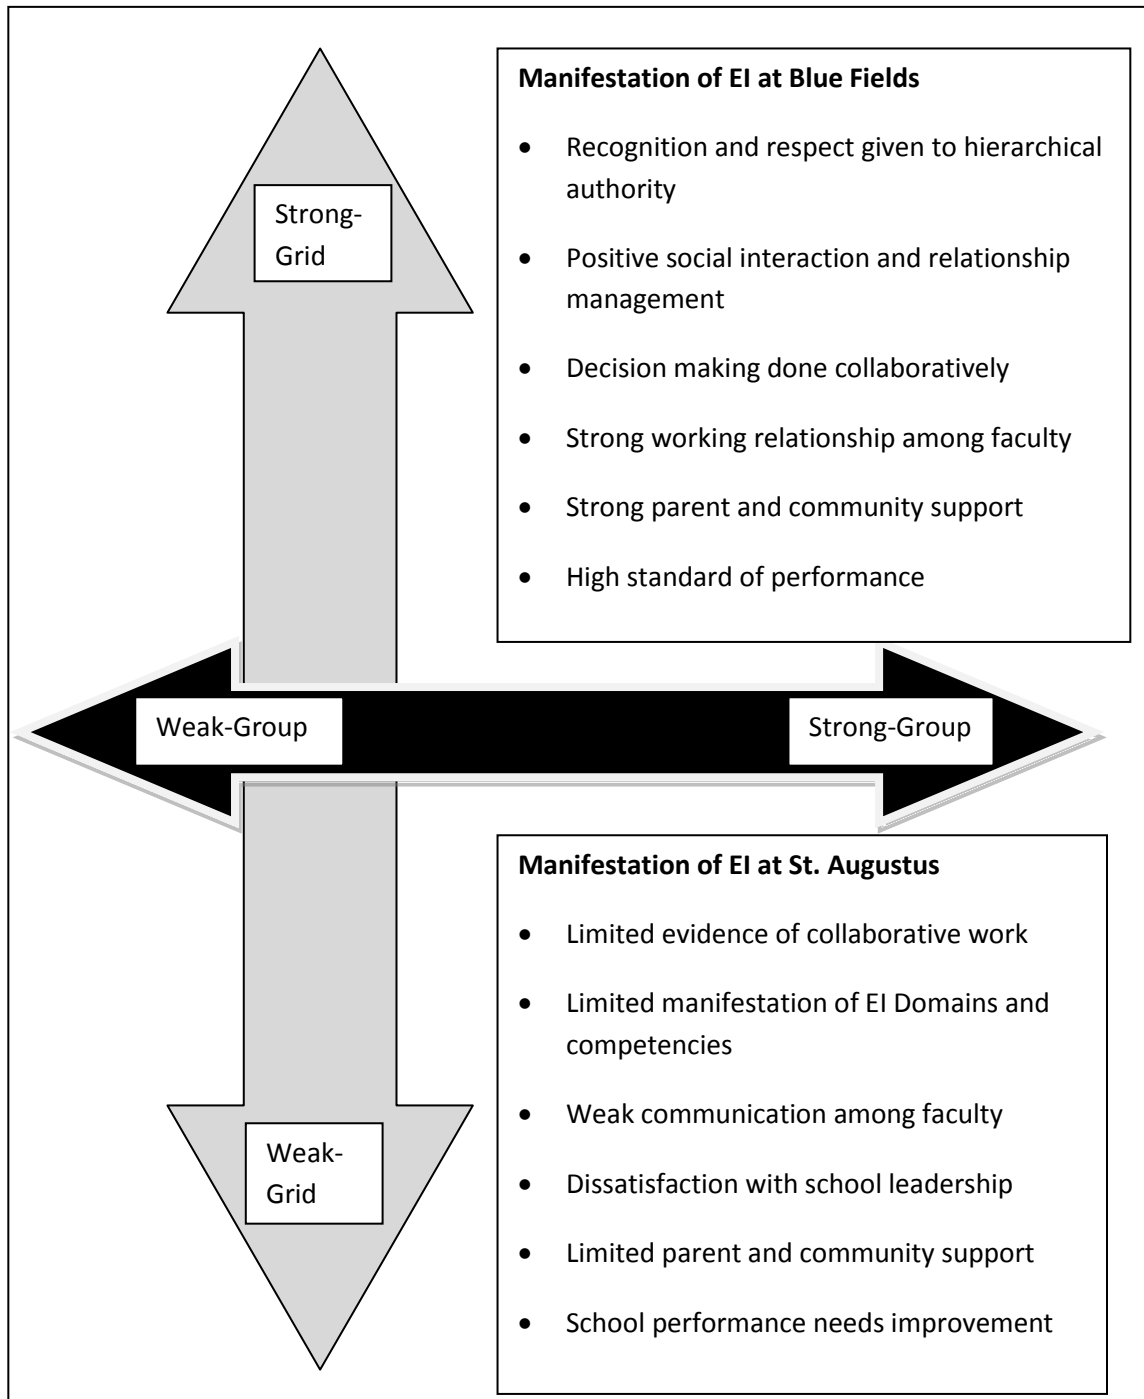 Manifestation of EI at Blue Fields
• Recognition and respect given to hierarchical
authority
• Positive social interaction and relationship
management
• Decision making done collaboratively
• Strong working relationship among faculty
• Strong parent and community support
• High standard of performance
Strong-
Grid
Weak-Group
Strong-Group
Manifestation of EI at St. Augustus
• Limited evidence of collaborative work
• Limited manifestation of EI Domains and
competencies
• Weak communication among faculty
• Dissatisfaction with school leadership
• Limited parent and community support
• School performance needs improvement
Weak-
Grid